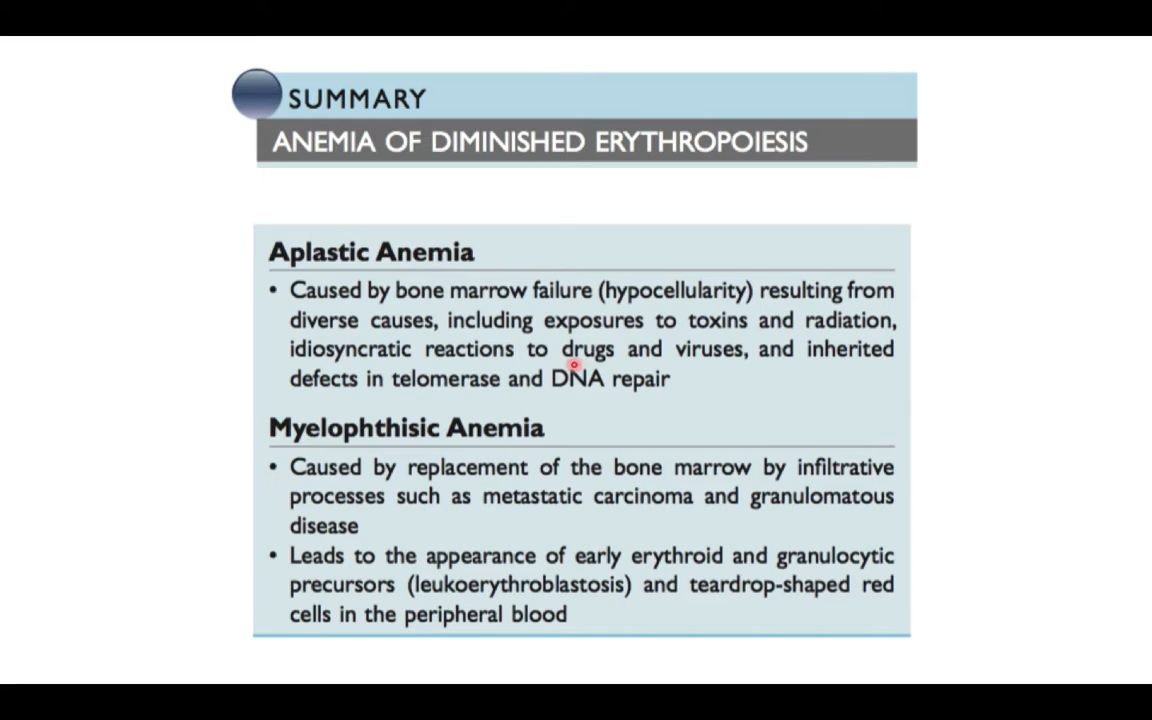 SUMMARY
ANEMIA OF DIMINISHED ERYTHROPOIESIS
Aplastic Anemia
• Caused by bone marrow failure (hypocellularity) resulting from
diverse causes, including exposures to toxins and radiation,
idiosyncratic reactions to drugs and viruses, and inherited
defects in telomerase and DNA repair
Myelophthisic Anemia
• Caused by replacement of the bone marrow by infiltrative
processes such as metastatic carcinoma and granulomatous
disease
• Leads to the appearance of early erythroid and granulocytic
precursors (leukoerythroblastosis) and teardrop-shaped red
cells in the peripheral blood